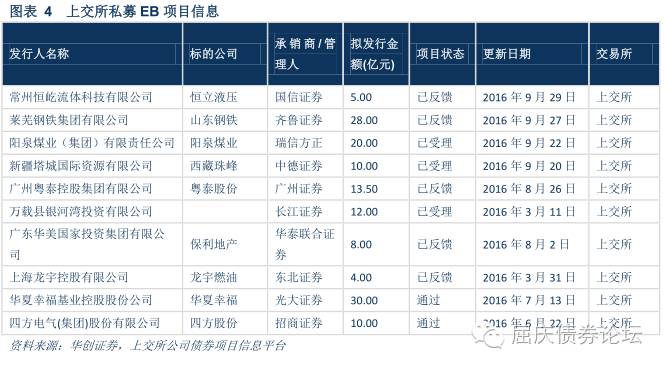 图表 4 上交所私募 EB 项目信息
发行人名称 标的公司 承销商/管理人 拟发行金额(亿元) 项目状态 更新日期 交易所
常州恒屹流体科技有限公司 恒立液压 国信证券 5.00 已反馈 2016 年 9 月 29 日 上交所
莱芜钢铁集团有限公司 山东钢铁 齐鲁证券 28.00 已反馈 2016 年 9 月 27 日 上交所
阳泉煤业（集团）有限责任公司 阳泉煤业 瑞信方正 20.00 已受理 2016 年 9 月 22 日 上交所
新疆塔城国际资源有限公司 西藏珠峰 中德证券 10.00 已受理 2016 年 9 月 20 日 上交所
广州粤泰控股集团有限公司 粤泰股份 广州证券 13.50 已反馈 2016 年 8 月 26 日 上交所
万载县银河湾投资有限公司 长江证券 12.00 已受理 2016 年 3 月 11 日 上交所
广东华美国家投资集团有限公司 保利地产 华泰联合证券 8.00 已反馈 2016 年 8 月 2 日 上交所
上海龙宇控股有限公司 龙宇燃油 东北证券 4.00 已反馈 2016 年 3 月 31 日 上交所
华夏幸福基业控股股份公司 华夏幸福 光大证券 30.00 通过 2016 年 7 月 13 日 上交所
四方电气(集团)股份有限公司 四方股份 招商证券 10.00 通过 2016 年 6 月 22 日 上交所
资料来源：华创证券，上交所公司债券项目信息平台
屈庆债券论坛